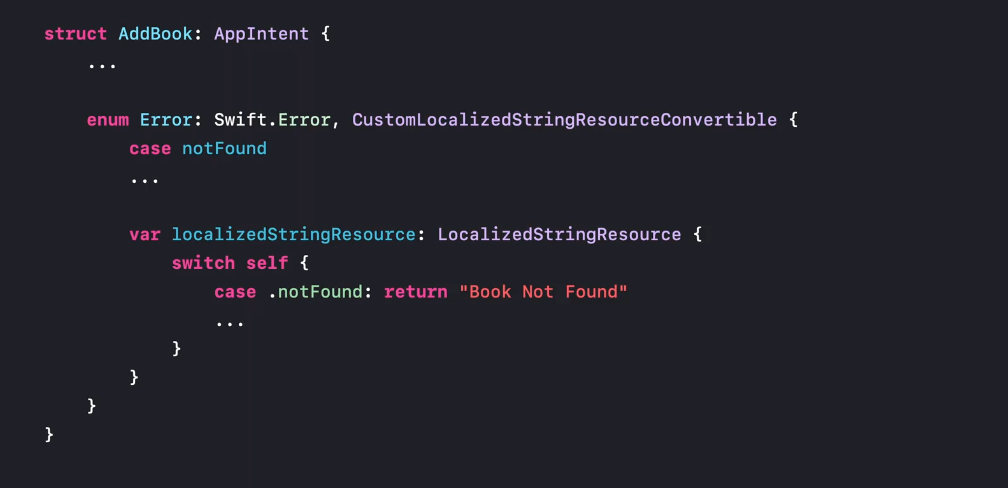 struct AddBook: AppIntent {
    ...
    enum Error: Swift.Error, CustomLocalizedStringResourceConvertible {
        case notFound
        ...
        var localizedStringResource: LocalizedStringResource {
            switch self {
                case .notFound: return "Book Not Found"
                ...
            }
        }
    }
}